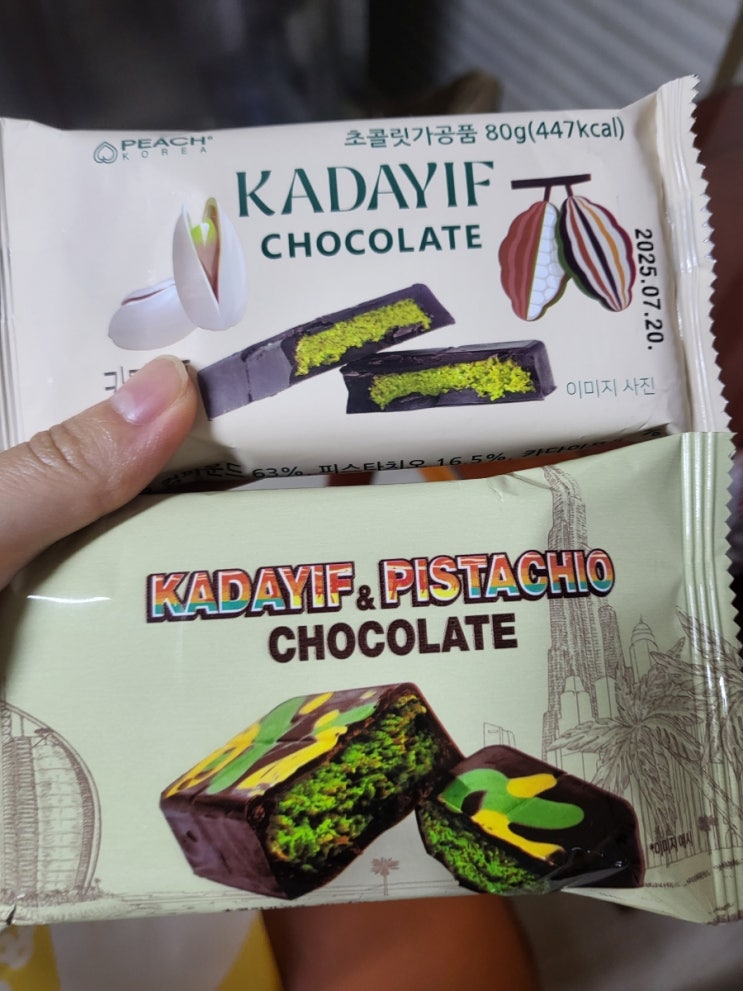 PEACH®
KOREA
초콜릿가공품 80g(447kcal)
KADAYIF
CHOCOLATE
2025.07.20.
이미지 사진
63%, 피스타치오 16.5%,
KADAYIF & PISTACHIO
CHOCOLATE
*이미지 예시